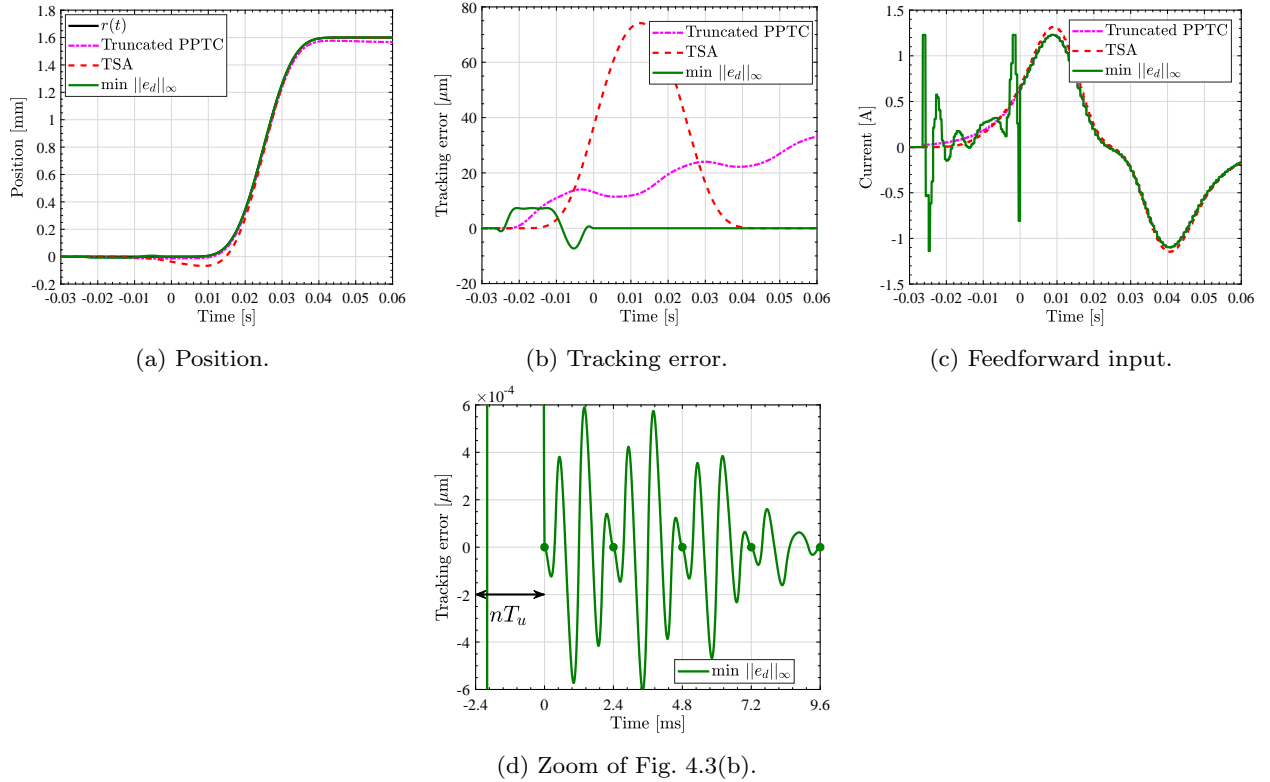 r(t)
Truncated PPTC
TSA
min ||e_d||_∞
Position [mm]
1.8
1.6
1.4
1.2
1
0.8
0.6
0.4
0.2
0
-0.2
-0.03 -0.02 -0.01 0 0.01 0.02 0.03 0.04 0.05 0.06
Time [s]
(a) Position.
Truncated PPTC
TSA
min ||e_d||_∞
Tracking error [μm]
80
60
40
20
0
-20
-0.03 -0.02 -0.01 0 0.01 0.02 0.03 0.04 0.05 0.06
Time [s]
(b) Tracking error.
Truncated PPTC
TSA
min ||e_d||_∞
Current [A]
1.5
1.0
0.5
0
-0.5
-1
-1.5
-0.03 -0.02 -0.01 0 0.01 0.02 0.03 0.04 0.05 0.06
Time [s]
(c) Feedforward input.
×10⁻⁴
Tracking error [μm]
6
4
2
0
-2
-4
-6
nT_u
min ||e_d||_∞
-2.4 0 2.4 4.8 7.2 9.6
Time [ms]
(d) Zoom of Fig. 4.3(b).